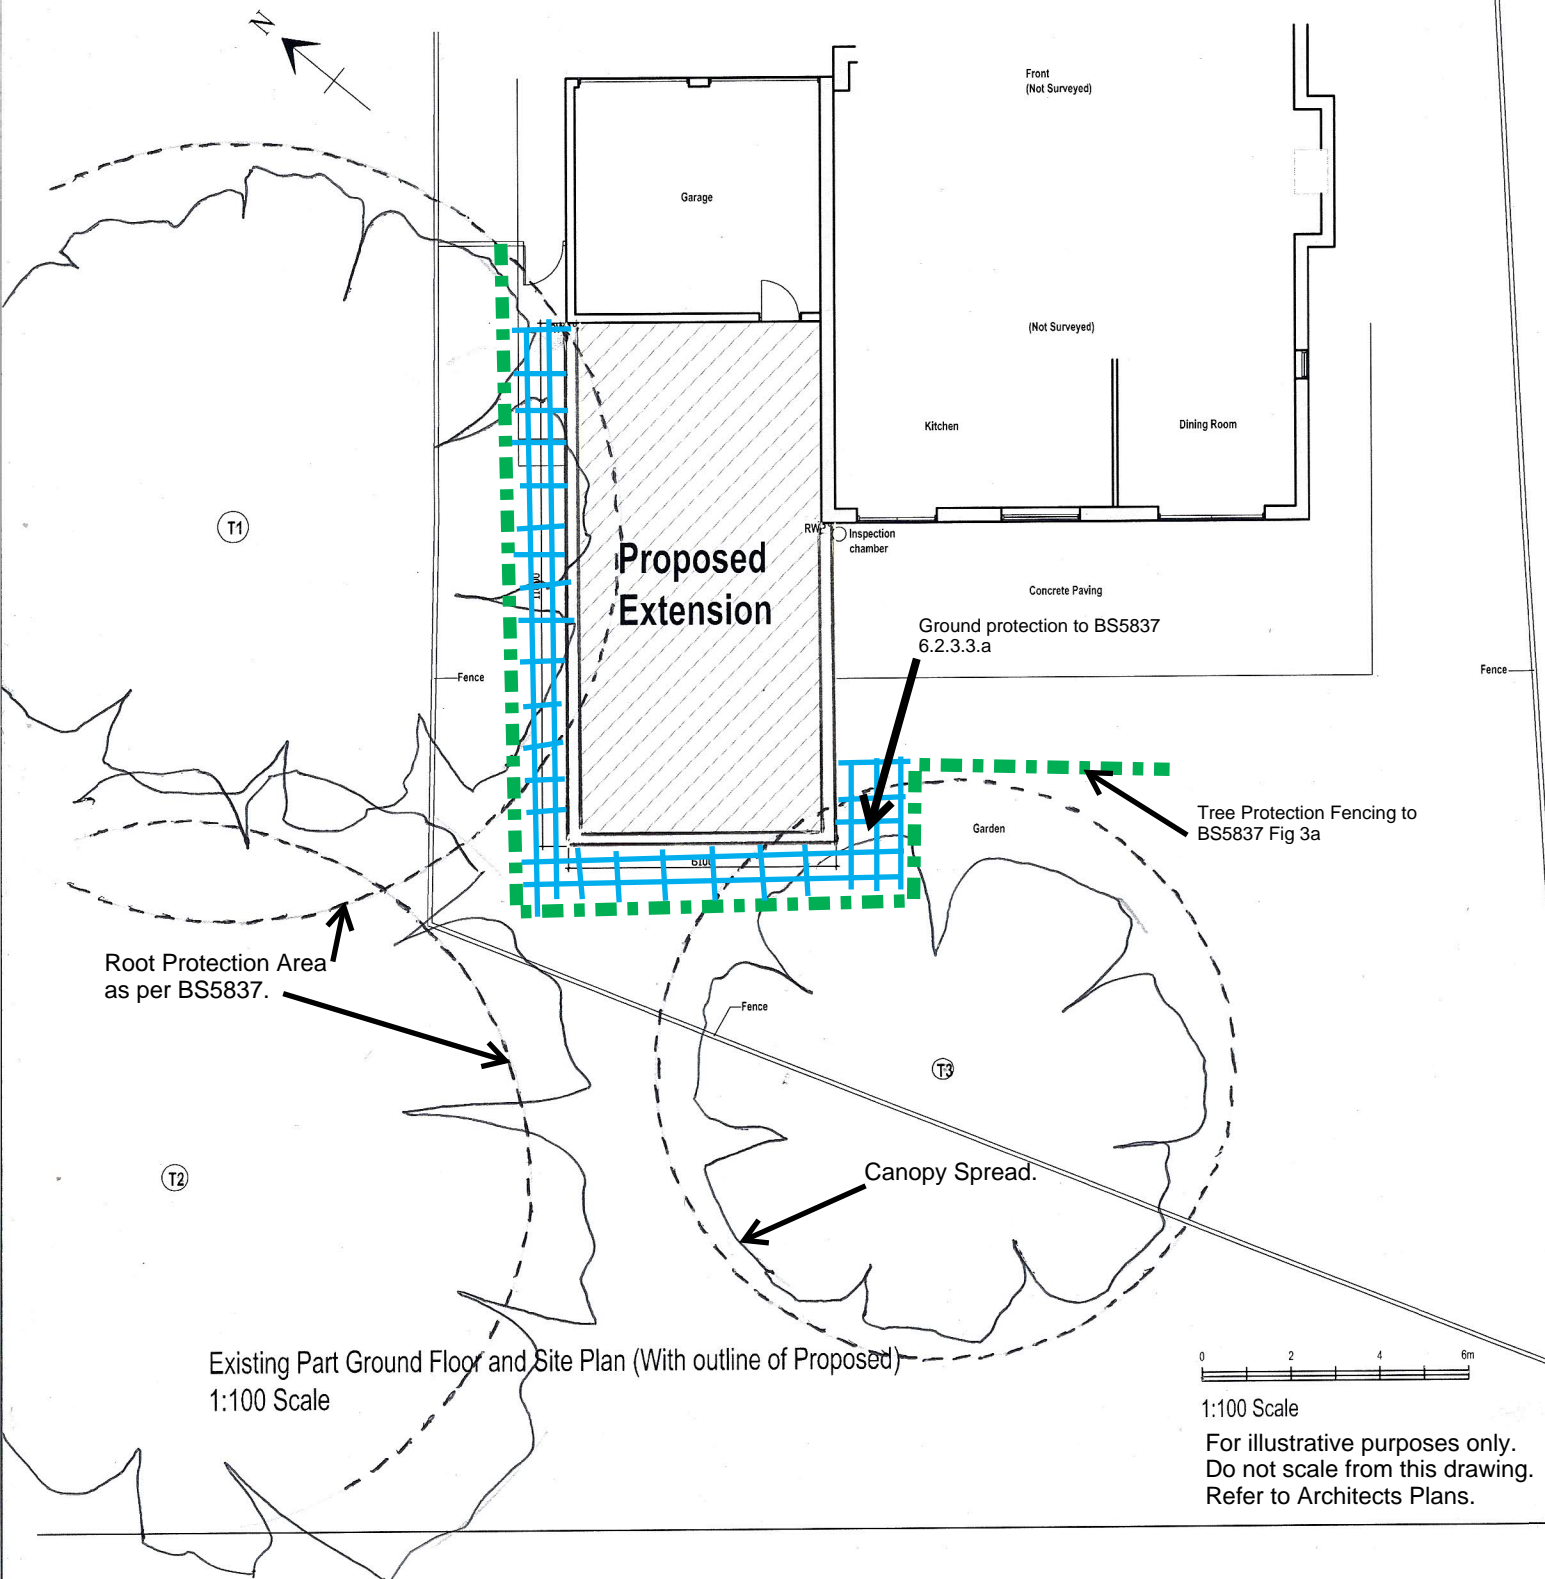 N
Front
(Not Surveyed)
Garage
(Not Surveyed)
Kitchen
Dining Room
T1
RWP
Inspection
chamber
Proposed
Extension
Concrete Paving
Ground protection to BS5837
6.2.3.3.a
Fence
Fence
Tree Protection Fencing to
BS5837 Fig 3a
Garden
6100
Root Protection Area
as per BS5837.
Fence
T3
T2
Canopy Spread.
Existing Part Ground Floor and Site Plan (With outline of Proposed)
1:100 Scale
0 2 4 6m
1:100 Scale
For illustrative purposes only.
Do not scale from this drawing.
Refer to Architects Plans.